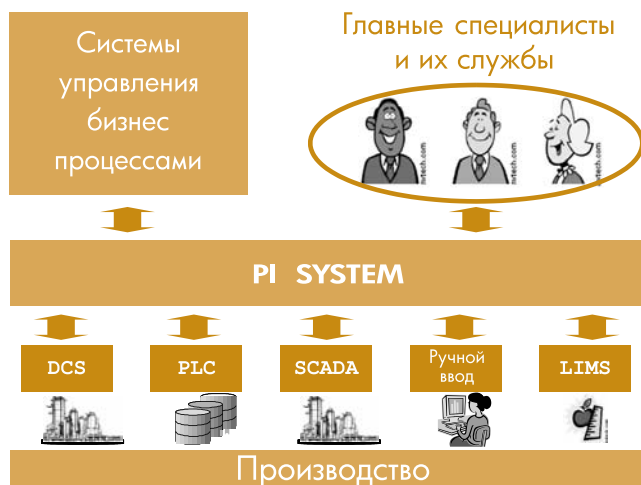 Системы
управления
бизнес
процессами
Главные специалисты
и их службы
PI SYSTEM
DCS
PLC
SCADA
Ручной
ввод
LIMS
Производство